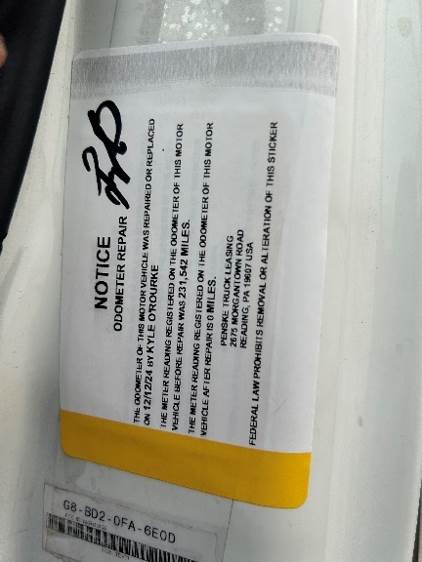 NOTICE
ODOMETER REPAIR
THE ODOMETER OF THIS MOTOR VEHICLE WAS REPAIRED OR REPLACED
ON 12/12/24 BY KYLE O'ROURKE
THE METER READING REGISTERED ON THE ODOMETER OF THIS MOTOR
VEHICLE BEFORE REPAIR WAS 231,542 MILES.
THE METER READING REGISTERED ON THE ODOMETER OF THIS MOTOR
VEHICLE AFTER REPAIR IS 0 MILES.
PENSKE TRUCK LEASING
2675 MORGANTOWN ROAD
READING, PA 19607 USA
FEDERAL LAW PROHIBITS REMOVAL OR ALTERATION OF THIS STICKER
G8-BD2-0FA-6E0D